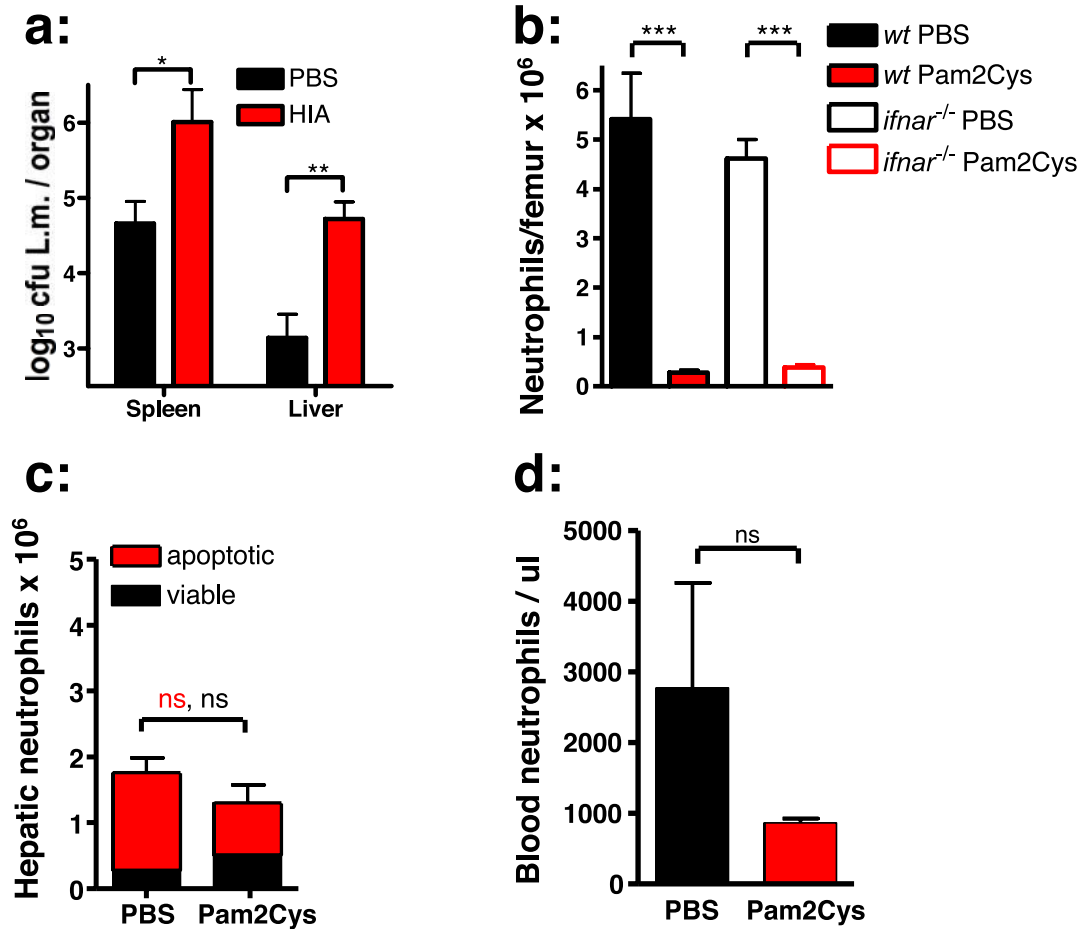 a:
log10 cfu L.m. / organ
6
5
4
3
*
**
PBS
HIA
Spleen
Liver
b:
Neutrophils/femur x 10^6
6
5
4
3
2
1
0
***
***
wt PBS
wt Pam2Cys
ifnar-/- PBS
ifnar-/- Pam2Cys
c:
Hepatic neutrophils x 10^6
5
4
3
2
1
0
apoptotic
viable
ns, ns
PBS
Pam2Cys
d:
Blood neutrophils / ul
5000
4000
3000
2000
1000
0
ns
PBS
Pam2Cys